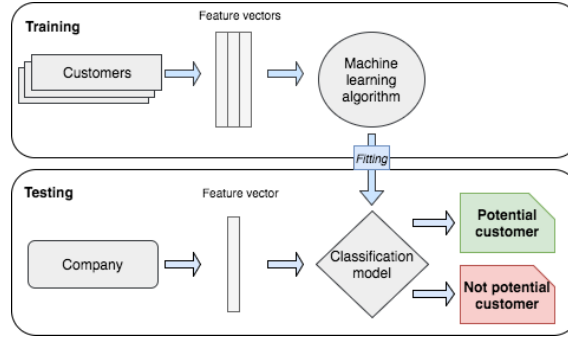 Training
Feature vectors
Customers
Machine
learning
algorithm
Fitting
Testing
Feature vector
Company
Classification
model
Potential
customer
Not potential
customer